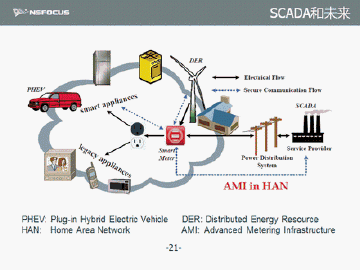 NSFOCUS
SCADA和未来
DER
Electrical Flow
Secure Communication Flow
PHEV
smart appliances
SCADA
legacy appliances
Smart
Meter
Power Distribution
System
Service Provider
AMI in HAN
PHEV: Plug-in Hybrid Electric Vehicle
DER: Distributed Energy Resource
HAN: Home Area Network
AMI: Advanced Metering Infrastructure
-21-